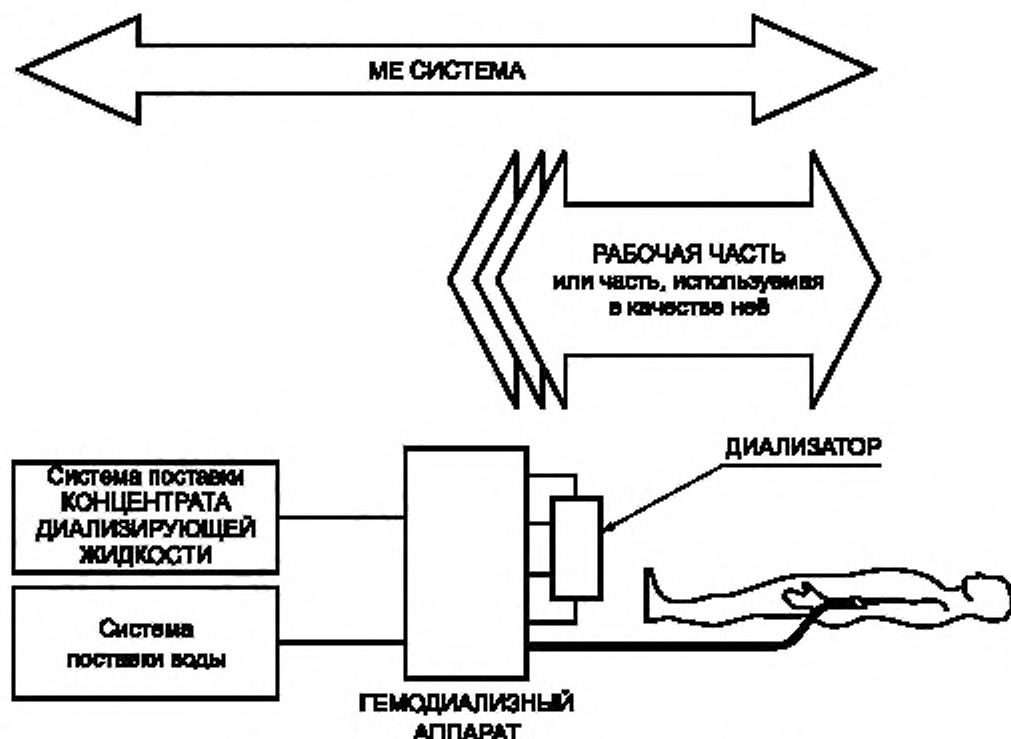 МЕ СИСТЕМА
РАБОЧАЯ ЧАСТЬ
или часть, используемая
в качестве неё
ДИАЛИЗАТОР
Система поставки
КОНЦЕНТРАТА
ДИАЛИЗИРУЮЩЕЙ
ЖИДКОСТИ
Система
поставки воды
ГЕМОДИАЛИЗНЫЙ
АППАРАТ